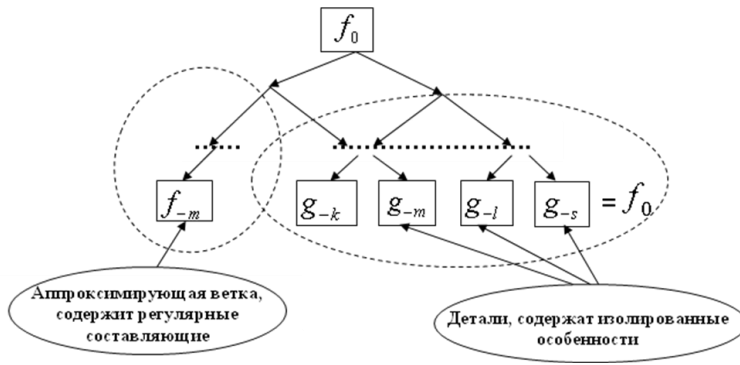 f₀
f₋ₘ g₋ₖ g₋ₘ g₋ₗ g₋ₛ = f₀
Аппроксимирующая ветка,
содержит регулярные
составляющие
Детали, содержат изолированные
особенности